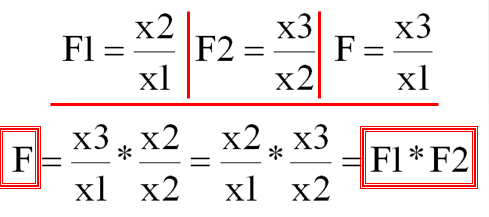 F1 = x2/x1 | F2 = x3/x2 | F = x3/x1
F = x3/x1 * x2/x2 = x2/x1 * x3/x2 = F1 * F2